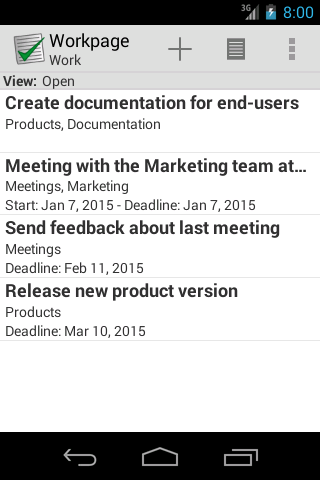 3G 8:00
Workpage
Work
View: Open
Create documentation for end-users
Products, Documentation
Meeting with the Marketing team at...
Meetings, Marketing
Start: Jan 7, 2015 - Deadline: Jan 7, 2015
Send feedback about last meeting
Meetings
Deadline: Feb 11, 2015
Release new product version
Products
Deadline: Mar 10, 2015